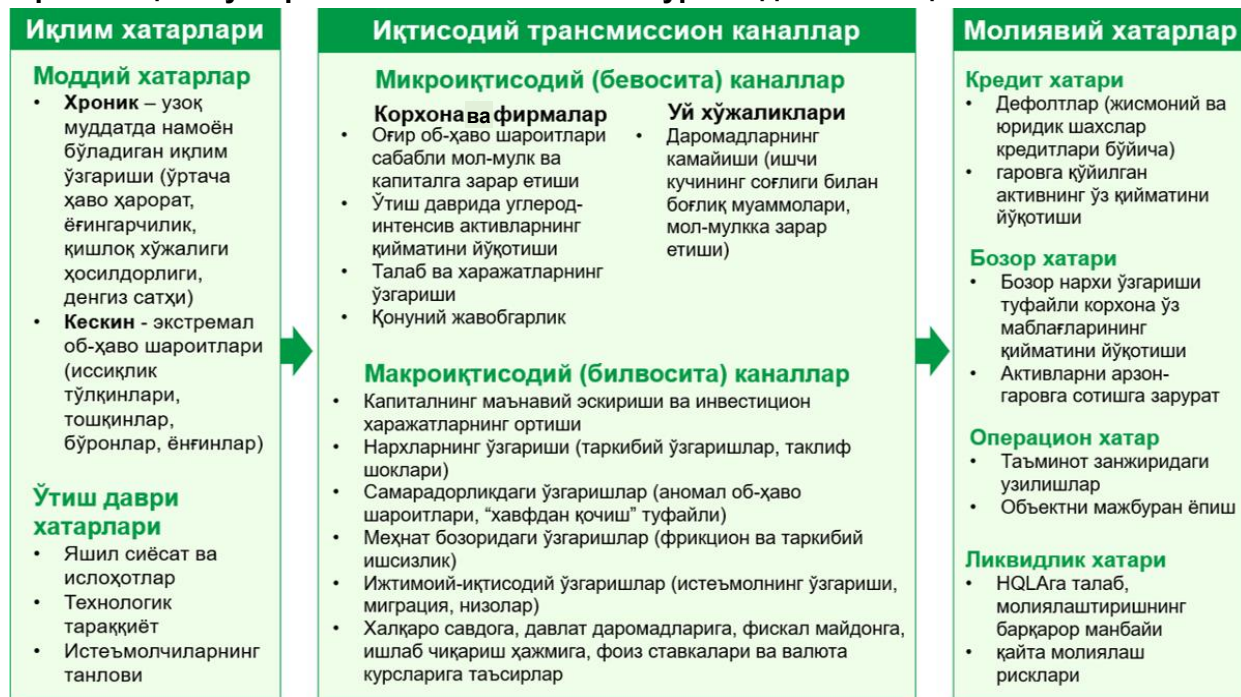 Иқлим хатарлари
Моддий хатарлар
• Хроник – узоқ
муддатда намоён
бўладиган иқлим
ўзгариши (ўртача
ҳаво ҳарорат,
ёғингарчилик,
қишлоқ хўжалиги
ҳосилдорлиги,
денгиз сатҳи)
• Кескин - экстремал
об-ҳаво шароитлари
(иссиқлик
тўлқинлари,
тошқинлар,
бўронлар, ёнғинлар)
Ўтиш даври
хатарлари
• Яшил сиёсат ва
ислоҳотлар
• Технологик
тараққиёт
• Истеъмолчиларнинг
танлови
Иқтисодий трансмиссион каналлар
Микроиқтисодий (бевосита) каналлар
Корхона ва фирмалар
• Оғир об-ҳаво шароитлари
сабабли мол-мулк ва
капиталга зарар етиши
• Ўтиш даврида углерод-
интенсив активларнинг
қийматини йўқотиши
• Талаб ва харажатларнинг
ўзгариши
• Қонуний жавобгарлик
Уй хўжаликлари
• Даромадларнинг
камайиши (ишчи
кучининг соғлиги билан
боғлиқ муаммолари,
мол-мулкка зарар
етиши)
Макроиқтисодий (билвосита) каналлар
• Капиталнинг маънавий эскириши ва инвестицион
харажатларнинг ортиши
• Нархларнинг ўзгариши (таркибий ўзгаришлар, таклиф
шоклари)
• Самарадорликдаги ўзгаришлар (аномал об-ҳаво
шароитлари, “хавфдан қочиш” туфайли)
• Меҳнат бозоридаги ўзгаришлар (фрикцион ва таркибий
ишсизлик)
• Ижтимоий-иқтисодий ўзгаришлар (истеъмолнинг ўзгариши,
миграция, низолар)
• Халқаро савдога, давлат даромадларига, фискал майдонга,
ишлаб чиқариш ҳажмига, фоиз ставкалари ва валюта
курсларига таъсирлар
Молиявий хатарлар
Кредит хатари
• Дефолтлар (жисмоний ва
юридик шахслар
кредитлари бўйича)
• гаровга қўйилган
активнинг ўз қийматини
йўқотиши
Бозор хатари
• Бозор нархи ўзгариши
туфайли корхона ўз
маблағларининг
қийматини йўқотиши
• Активларни арзон-
гаровга сотишга зарурат
Операцион хатар
• Таъминот занжиридаги
узилишлар
• Объектни мажбуран ёпиш
Ликвидлик хатари
• HQLAга талаб,
молиялаштиришнинг
барқарор манбайи
• қайта молиялаш
рисклари